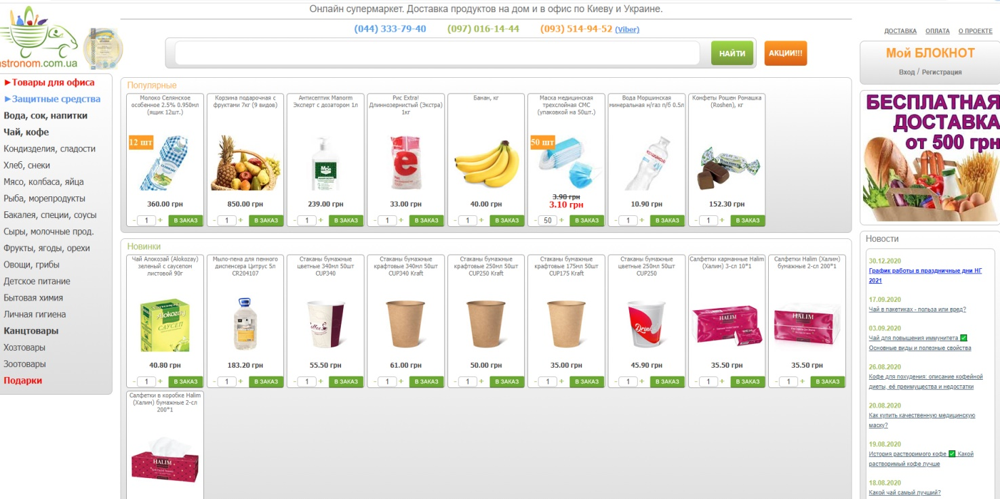 Онлайн супермаркет. Доставка продуктов на дом и в офис по Киеву и Украине.
(044) 333-79-40 (097) 016-14-44 (093) 514-94-52 (Viber)
astronom.com.ua
НАЙТИ
АКЦИИ!!!
ДОСТАВКА ОПЛАТА О ПРОЕКТЕ
Мой БЛОКНОТ
Вход / Регистрация
►Товары для офиса
►Защитные средства
Вода, сок, напитки
Чай, кофе
Кондизделия, сладости
Хлеб, снеки
Мясо, колбаса, яйца
Рыба, морепродукты
Бакалея, специи, соусы
Сыры, молочные прод.
Фрукты, ягоды, орехи
Овощи, грибы
Детское питание
Бытовая химия
Личная гигиена
Канцтовары
Хозтовары
Зоотовары
Подарки
Популярные
Молоко Селянское
особенное 2.5% 0.950мл
(ящик 12шт.)
12 шт
360.00 грн
- 1 + В ЗАКАЗ
Корзина подарочная с
фруктами 7кг (9 видов)
850.00 грн
- 1 + В ЗАКАЗ
Антисептик Manorm
Эксперт с дозатором 1л
239.00 грн
- 1 + В ЗАКАЗ
Рис Extra!
Длиннозернистый (Экстра)
1кг
e
33.00 грн
- 1 + В ЗАКАЗ
Банан, кг
40.00 грн
- 1 + В ЗАКАЗ
Маска медицинская
трехслойная СМС
(упаковкой на 50шт.)
50 шт
3.90 грн
3.10 грн
- 50 + В ЗАКАЗ
Вода Моршинская
минеральная н/газ п/б 0.5л
10.90 грн
- 1 + В ЗАКАЗ
Конфеты Рошен Ромашка
(Roshen), кг
152.30 грн
- 1 + В ЗАКАЗ
Новинки
Чай Алокозай (Alokozay)
зеленый с саусепом
листовой 90г
Alokozay
САУСЕП
40.80 грн
- 1 + В ЗАКАЗ
Мыло-пена для пенного
диспенсера Цитрус 5л
CR204107
183.20 грн
- 1 + В ЗАКАЗ
Стаканы бумажные
цветные 340мл 50шт
CUP340
Coffee
55.50 грн
- 1 + В ЗАКАЗ
Стаканы бумажные
крафтовые 340мл 50шт
CUP340 Kraft
61.00 грн
- 1 + В ЗАКАЗ
Стаканы бумажные
крафтовые 250мл 50шт
CUP250 Kraft
50.00 грн
- 1 + В ЗАКАЗ
Стаканы бумажные
крафтовые 175мл 50шт
CUP175 Kraft
35.00 грн
- 1 + В ЗАКАЗ
Стаканы бумажные
цветные 250мл 50шт
CUP250
Drink
45.90 грн
- 1 + В ЗАКАЗ
Салфетки карманные Halim
(Халим) 3-сл 10*1
HALIM
35.50 грн
- 1 + В ЗАКАЗ
Салфетки Halim (Халим)
бумажные 2-сл 200*1
HALIM
35.50 грн
- 1 + В ЗАКАЗ
Салфетки в коробке Halim
(Халим) бумажные 2-сл
200*1
HALIM
БЕСПЛАТНАЯ
ДОСТАВКА
от 500 грн
Новости
30.12.2020
График работы в праздничные дни НГ
2021
17.09.2020
Чай в пакетиках - польза или вред?
03.09.2020
Чай для повышения иммунитета ✅
Основные виды и полезные свойства
26.08.2020
Кофе для похудения: описание кофейной
диеты, её преимущества и недостатки
20.08.2020
Как купить качественную медицинскую
маску?
19.08.2020
История растворимого кофе ✅ Какой
растворимый кофе лучше
18.08.2020
Какой чай самый лучший?